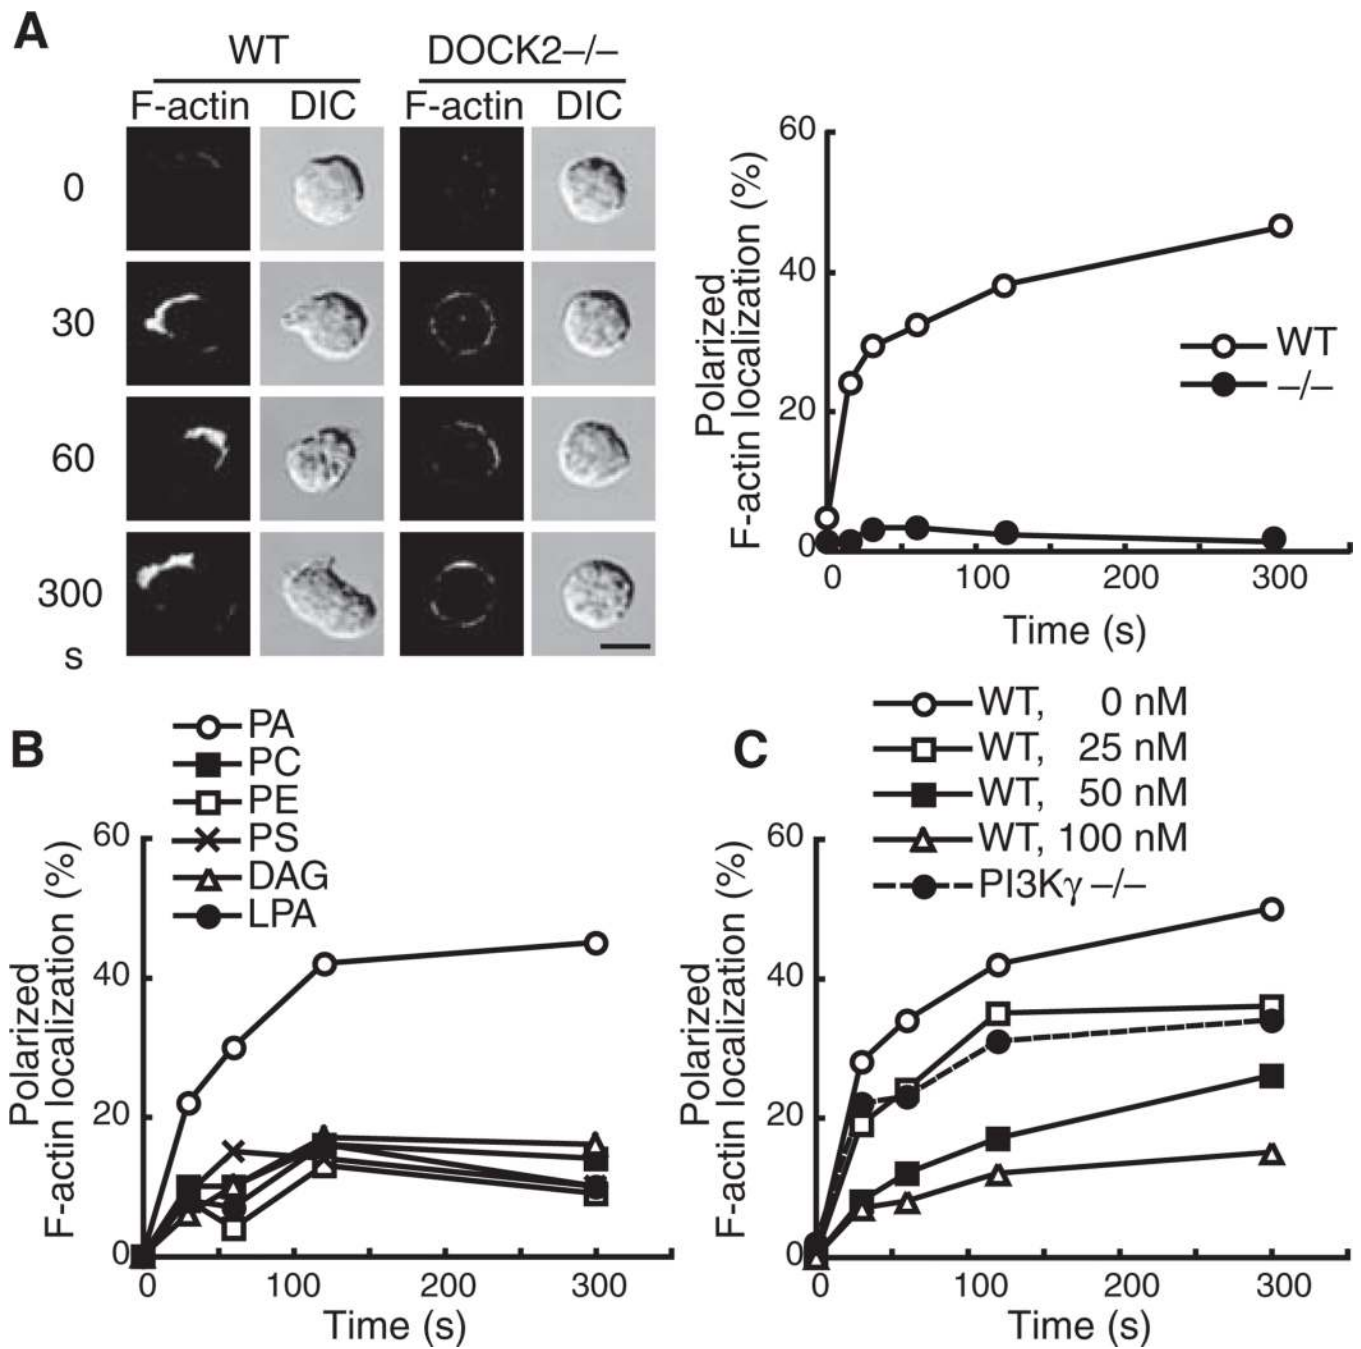 A
WT DOCK2–/–
F-actin DIC F-actin DIC
0
30
60
300
s
Polarized
F-actin localization (%)
60
40
20
0
0 100 200 300
Time (s)
WT
–/–
B
PA
PC
PE
PS
DAG
LPA
Polarized
F-actin localization (%)
60
40
20
0
0 100 200 300
Time (s)
C
WT, 0 nM
WT, 25 nM
WT, 50 nM
WT, 100 nM
PI3Kγ –/–
Polarized
F-actin localization (%)
60
40
20
0
0 100 200 300
Time (s)